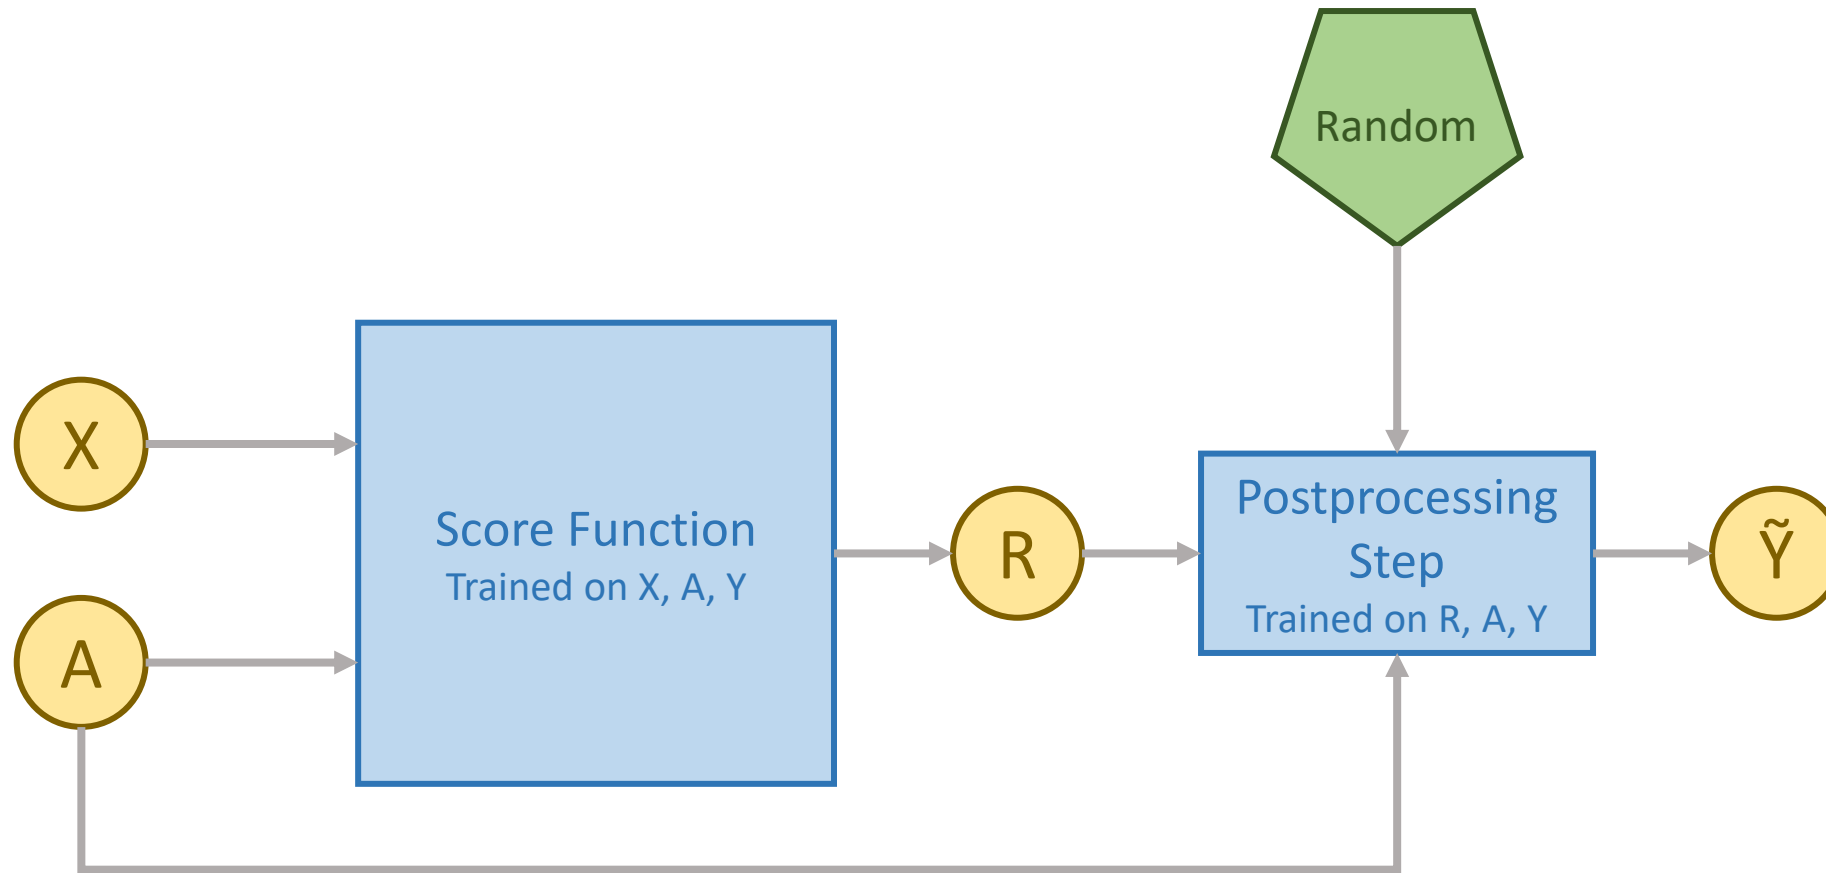 Random
X
Score Function
Trained on X, A, Y
A
R
Postprocessing
Step
Trained on R, A, Y
Ỹ